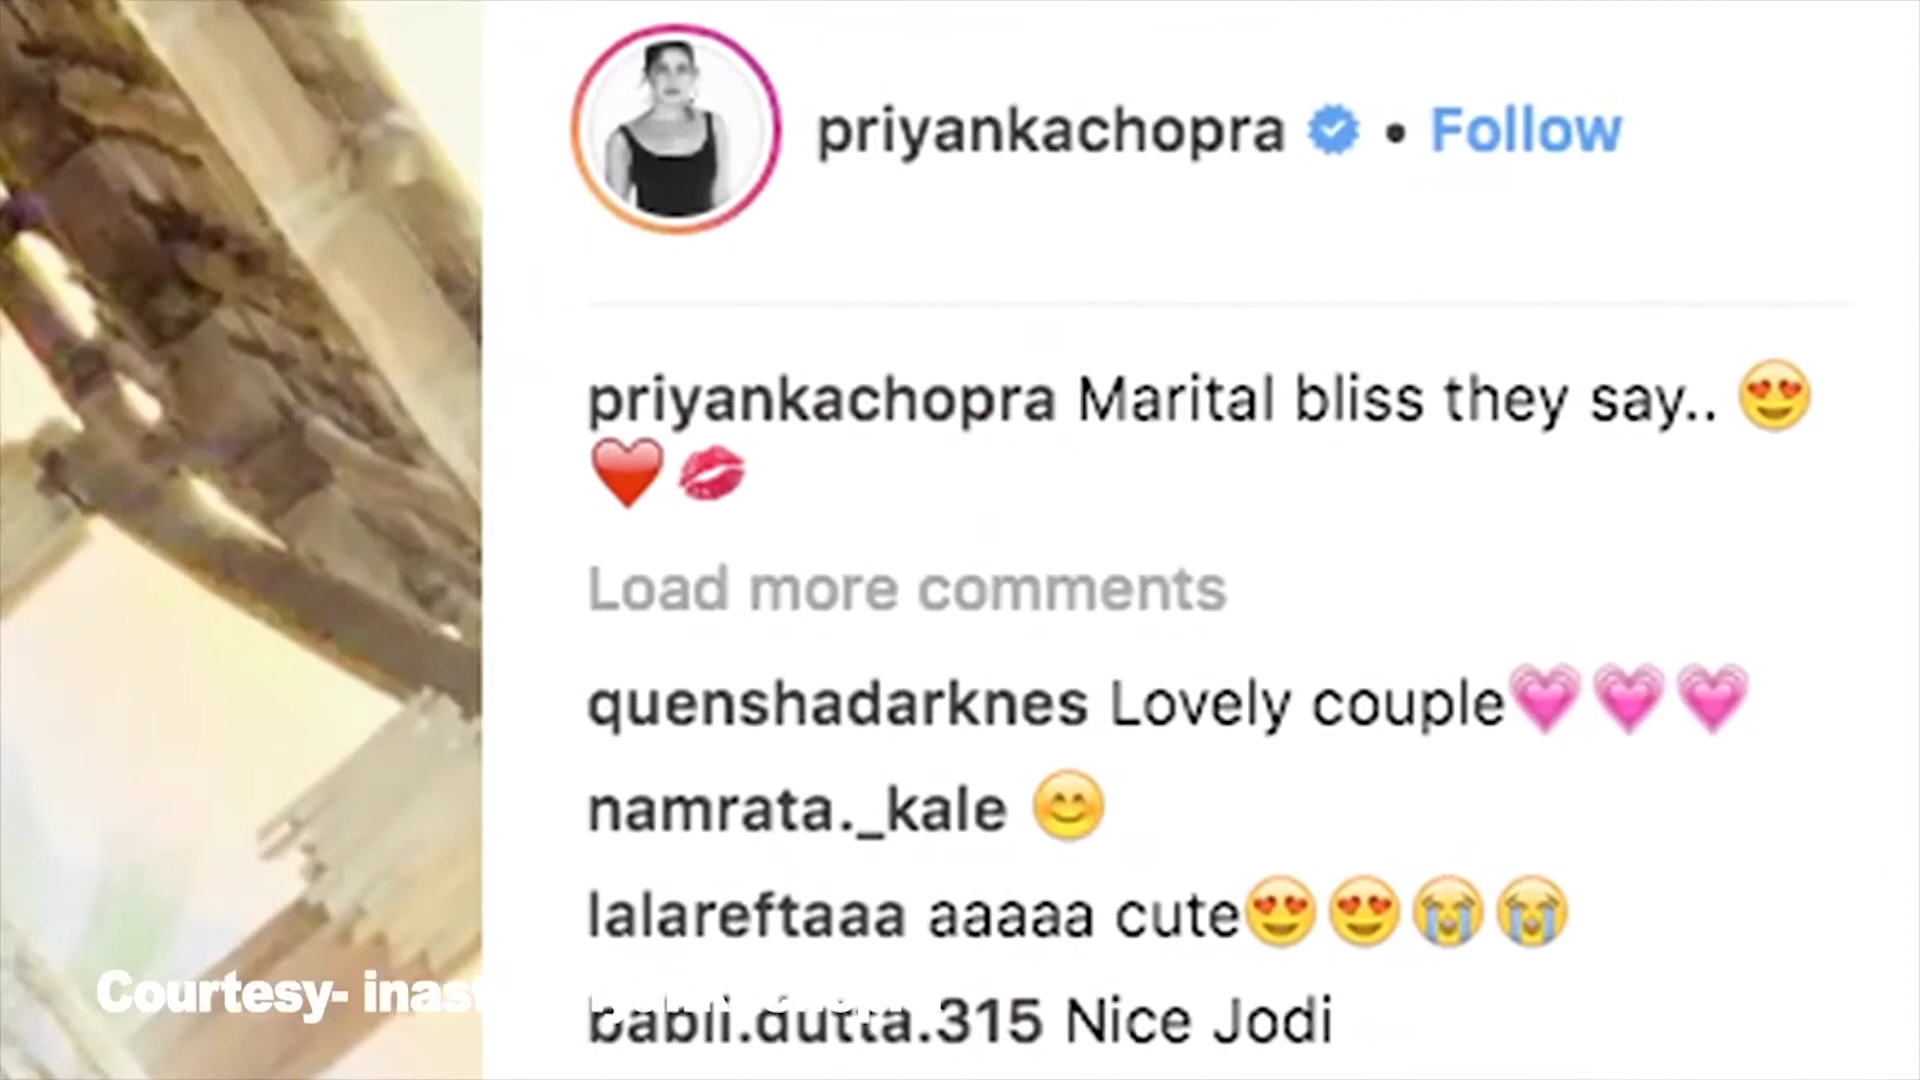 priyankachopra • Follow
priyankachopra Marital bliss they say.. 😍
❤️💋
Load more comments
quenshadarknes Lovely couple💗💗💗
namrata._kale 😊
lalareftaaa aaaaa cute😍😍😭😭
babli.dutta.315 Nice Jodi
Courtesy-